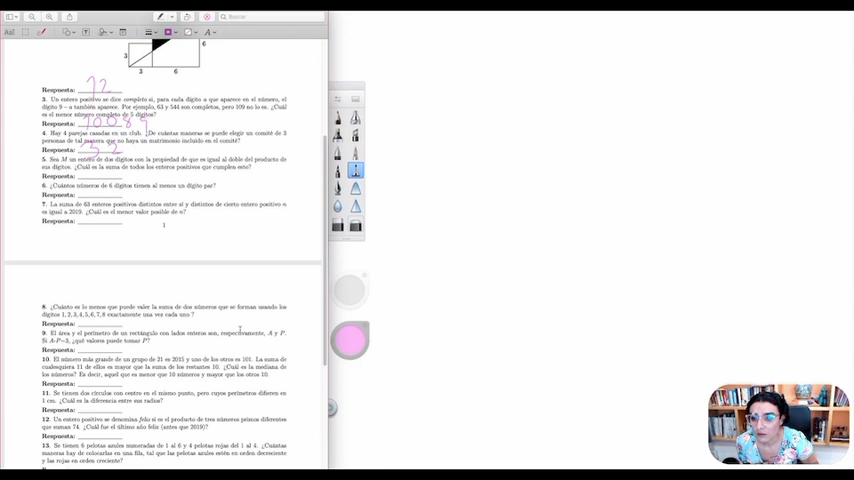 Buscar
6
3
3 6
Respuesta: 72
3. Un entero positivo se dice completo si, para cada dígito a que aparece en el número, el
dígito 9 − a también aparece. Por ejemplo, 63 y 544 son completos, pero 109 no lo es. ¿Cuál
es el menor número completo de 5 dígitos?
Respuesta: 10089
4. Hay 4 parejas casadas en un club. ¿De cuántas maneras se puede elegir un comité de 3
personas de tal manera que no haya un matrimonio incluido en el comité?
Respuesta: 32
5. Sea M un entero de dos dígitos con la propiedad de que es igual al doble del producto de
sus dígitos. ¿Cuál es la suma de todos los enteros positivos que cumplen esto?
Respuesta:
6. ¿Cuántos números de 6 dígitos tienen al menos un dígito par?
Respuesta:
7. La suma de 63 enteros positivos distintos entre sí y distintos de cierto entero positivo n
es igual a 2019. ¿Cuál es el menor valor posible de n?
Respuesta:
1
8. ¿Cuánto es lo menos que puede valer la suma de dos números que se forman usando los
dígitos 1, 2, 3, 4, 5, 6, 7, 8 exactamente una vez cada uno ?
Respuesta:
9. El área y el perímetro de un rectángulo con lados enteros son, respectivamente, A y P.
Si A-P=3, ¿qué valores puede tomar P?
Respuesta:
10. El número más grande de un grupo de 21 es 2015 y uno de los otros es 101. La suma de
cualesquiera 11 de ellos es mayor que la suma de los restantes 10. ¿Cuál es la mediana de
los números? Es decir, aquel que es menor que 10 números y mayor que los otros 10.
Respuesta:
11. Se tienen dos círculos con centro en el mismo punto, pero cuyos perímetros difieren en
1 cm. ¿Cuál es la diferencia entre sus radios?
Respuesta:
12. Un entero positivo se denomina feliz si es el producto de tres números primos diferentes
que suman 74. ¿Cuál fue el último año feliz (antes que 2019)?
Respuesta:
13. Se tienen 6 pelotas azules numeradas de 1 al 6 y 4 pelotas rojas del 1 al 4. ¿Cuántas
maneras hay de colocarlas en una fila, tal que las pelotas azules estén en orden decreciente
y las rojas en orden creciente?